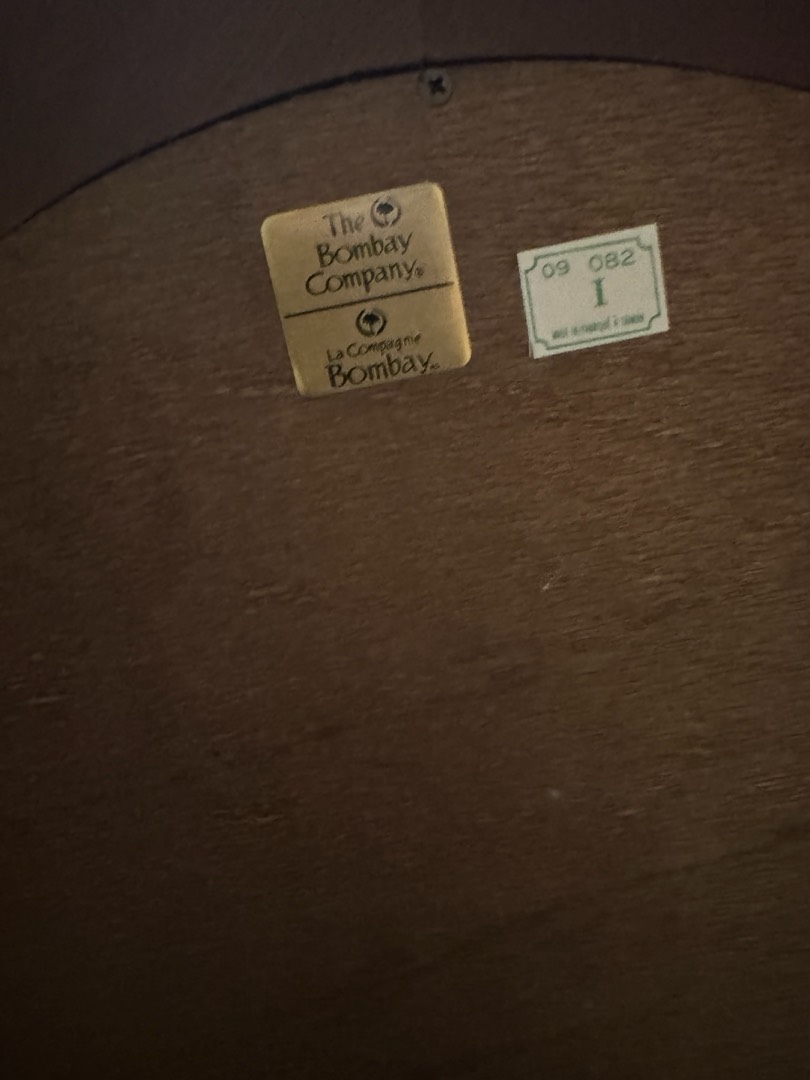 The
Bombay
Company®
La Compagnie
Bombay
09 082
I